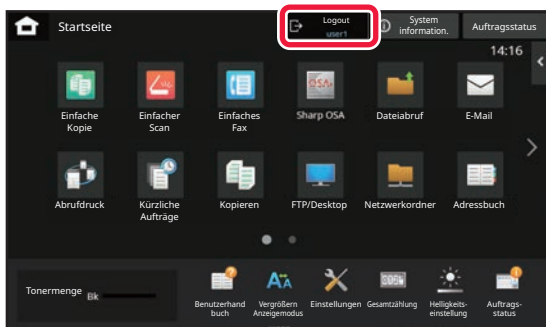 Startseite
Logout
user1
System
information.
Auftragsstatus
14:16
Einfache
Kopie
Einfacher
Scan
Einfaches
Fax
Sharp OSA
Dateiabruf
E-Mail
Abrufdruck
Kürzliche
Aufträge
Kopieren
FTP/Desktop
Netzwerkordner
Adressbuch
Tonermenge
Bk
Benutzerhand
buch
Vergrößern
Anzeigemodus
Einstellungen
Gesamtzählung
Helligkeits-
einstellung
Auftrags-
status